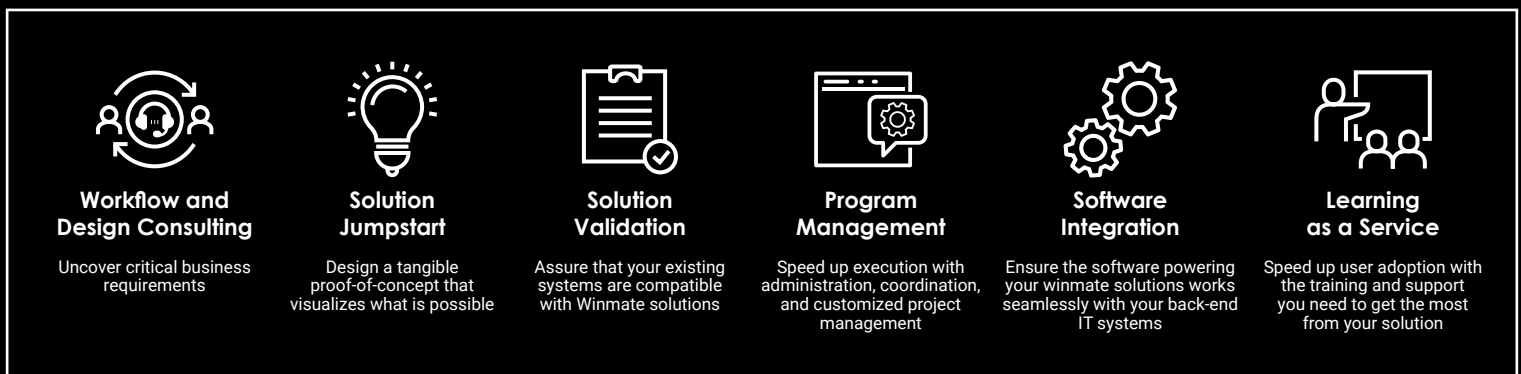 Workflow and
Design Consulting
Uncover critical business
requirements
Solution
Jumpstart
Design a tangible
proof-of-concept that
visualizes what is possible
Solution
Validation
Assure that your existing
systems are compatible
with Winmate solutions
Program
Management
Speed up execution with
administration, coordination,
and customized project
management
Software
Integration
Ensure the software powering
your winmate solutions works
seamlessly with your back-end
IT systems
Learning
as a Service
Speed up user adoption with
the training and support
you need to get the most
from your solution